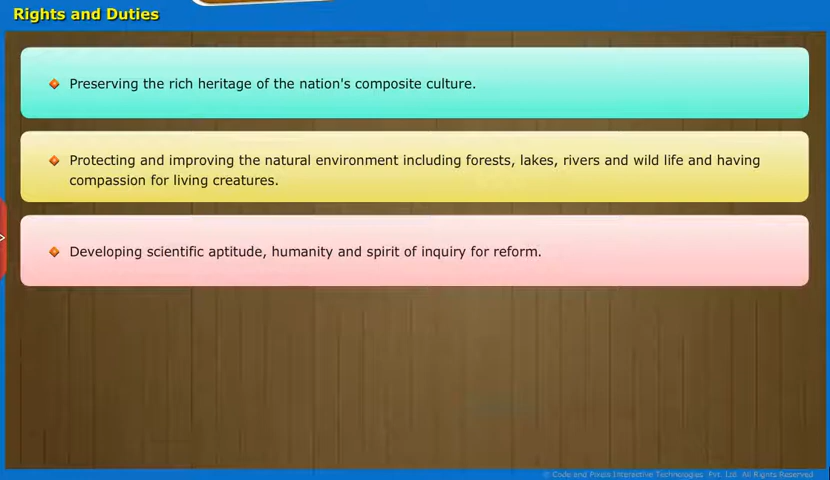 Rights and Duties
Preserving the rich heritage of the nation's composite culture.
Protecting and improving the natural environment including forests, lakes, rivers and wild life and having
compassion for living creatures.
Developing scientific aptitude, humanity and spirit of inquiry for reform.
© Code and Pixels Interactive Technologies Pvt. Ltd. All Rights Reserved